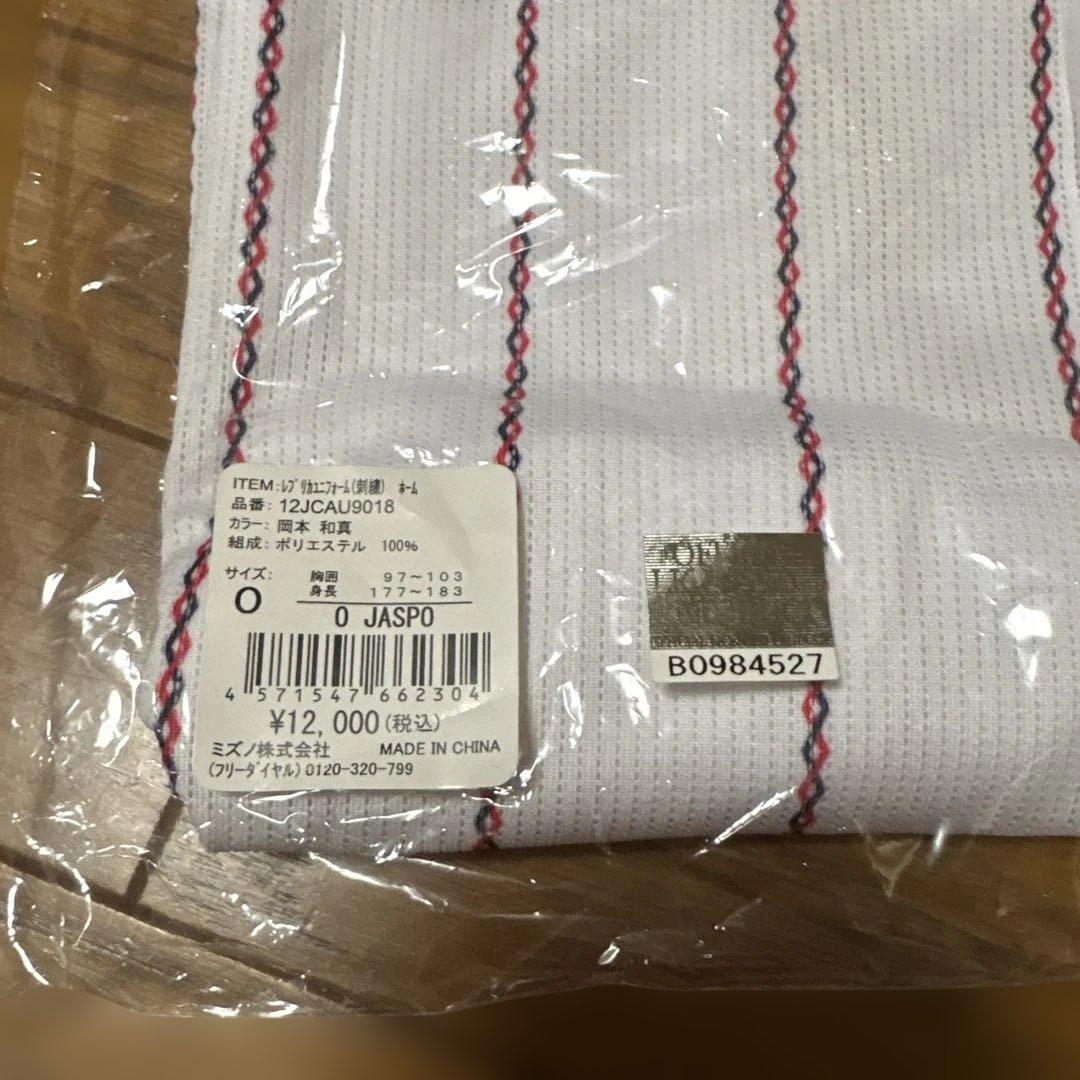 ITEM:ﾚﾌﾟﾘｶﾕﾆﾌｫｰﾑ(刺繍) ﾎｰﾑ
品番: 12JCAU9018
カラー: 岡本 和真
組成: ポリエステル 100%
サイズ:
O
胸囲 97～103
身長 177～183
O JASPO
4 571547 662304
¥12,000(税込)
ミズノ株式会社 MADE IN CHINA
(フリーダイヤル) 0120-320-799
B0984527